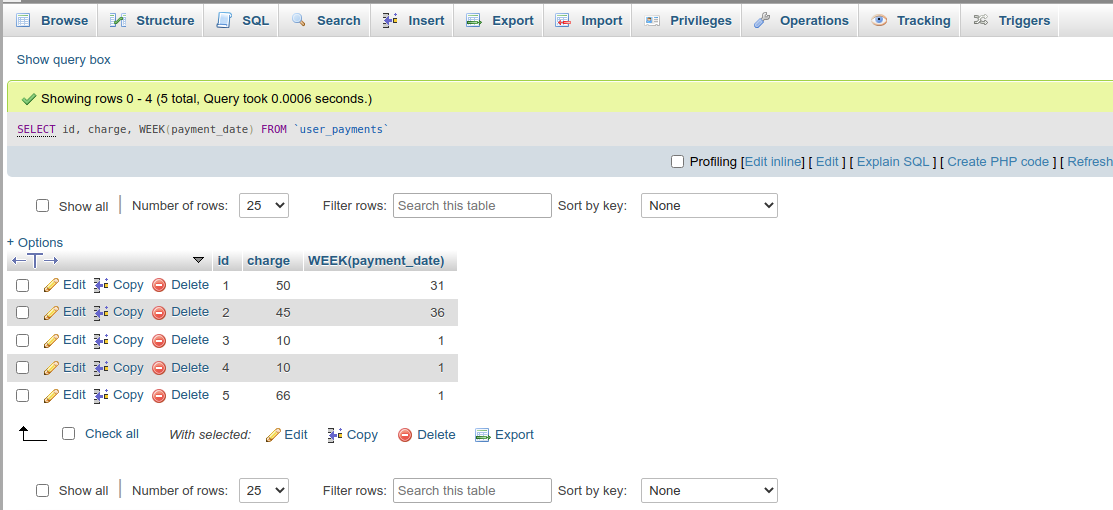 Browse Structure SQL Search Insert Export Import Privileges Operations Tracking Triggers
Show query box
Showing rows 0 - 4 (5 total, Query took 0.0006 seconds.)
SELECT id, charge, WEEK(payment_date) FROM `user_payments`
Profiling [Edit inline] [ Edit ] [ Explain SQL ] [ Create PHP code ] [ Refresh
Show all Number of rows: 25 Filter rows: Search this table Sort by key: None
+ Options
id charge WEEK(payment_date)
Edit Copy Delete 1 50 31
Edit Copy Delete 2 45 36
Edit Copy Delete 3 10 1
Edit Copy Delete 4 10 1
Edit Copy Delete 5 66 1
Check all With selected: Edit Copy Delete Export
Show all Number of rows: 25 Filter rows: Search this table Sort by key: None